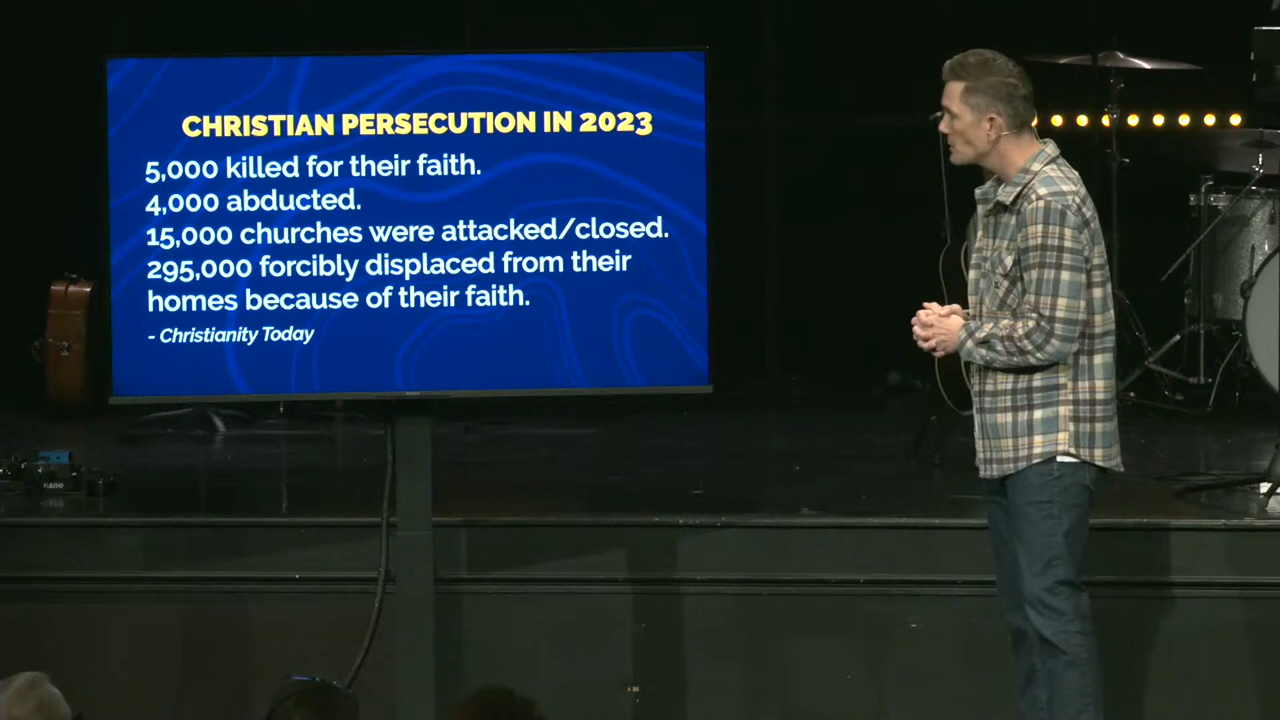 CHRISTIAN PERSECUTION IN 2023
5,000 killed for their faith.
4,000 abducted.
15,000 churches were attacked/closed.
295,000 forcibly displaced from their
homes because of their faith.
- Christianity Today
nano